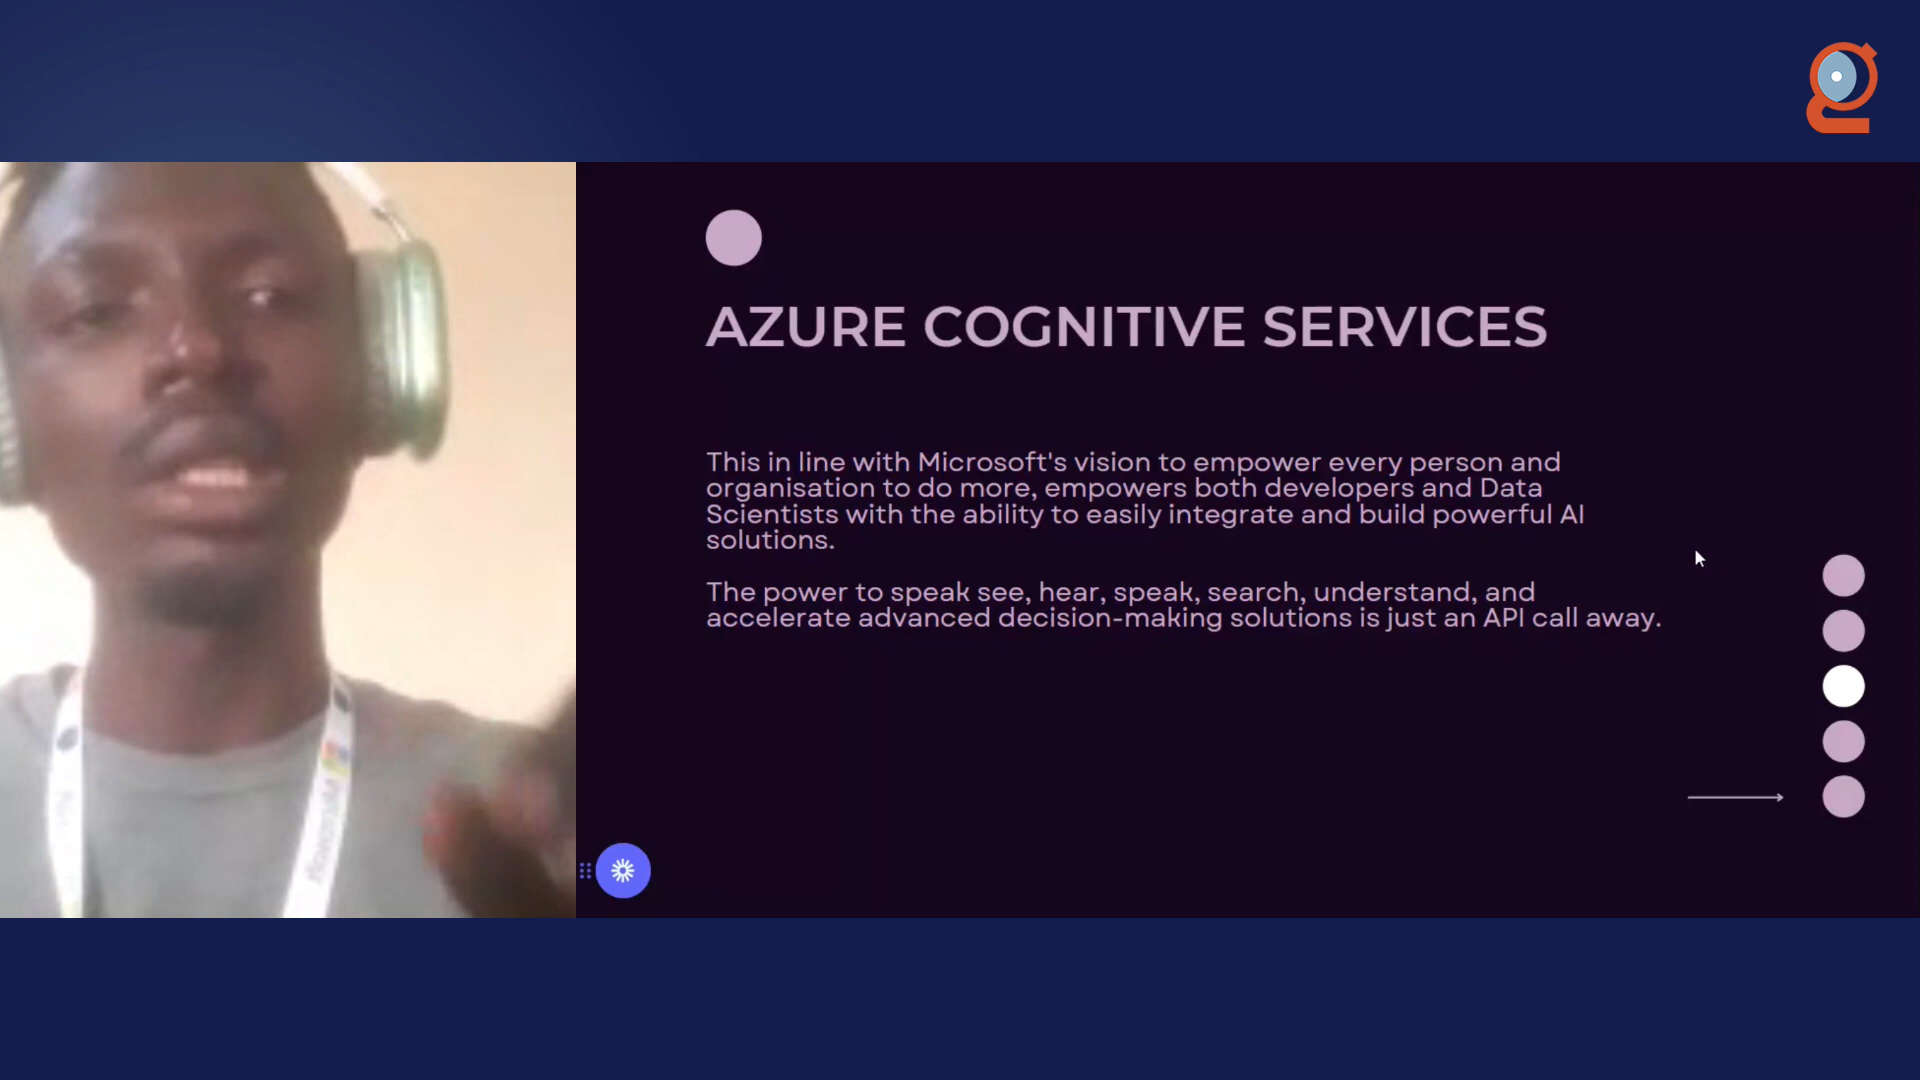 AZURE COGNITIVE SERVICES
This in line with Microsoft's vision to empower every person and
organisation to do more, empowers both developers and Data
Scientists with the ability to easily integrate and build powerful AI
solutions.
The power to speak see, hear, speak, search, understand, and
accelerate advanced decision-making solutions is just an API call away.
Microsoft